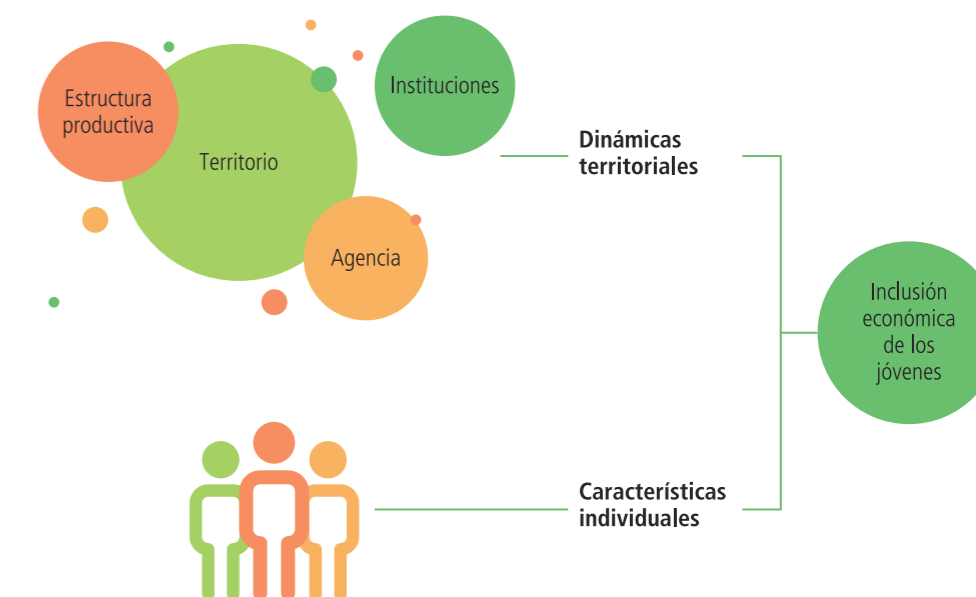 Estructura
productiva
Territorio
Instituciones
Agencia
Dinámicas
territoriales
Inclusión
económica
de los
jóvenes
Características
individuales